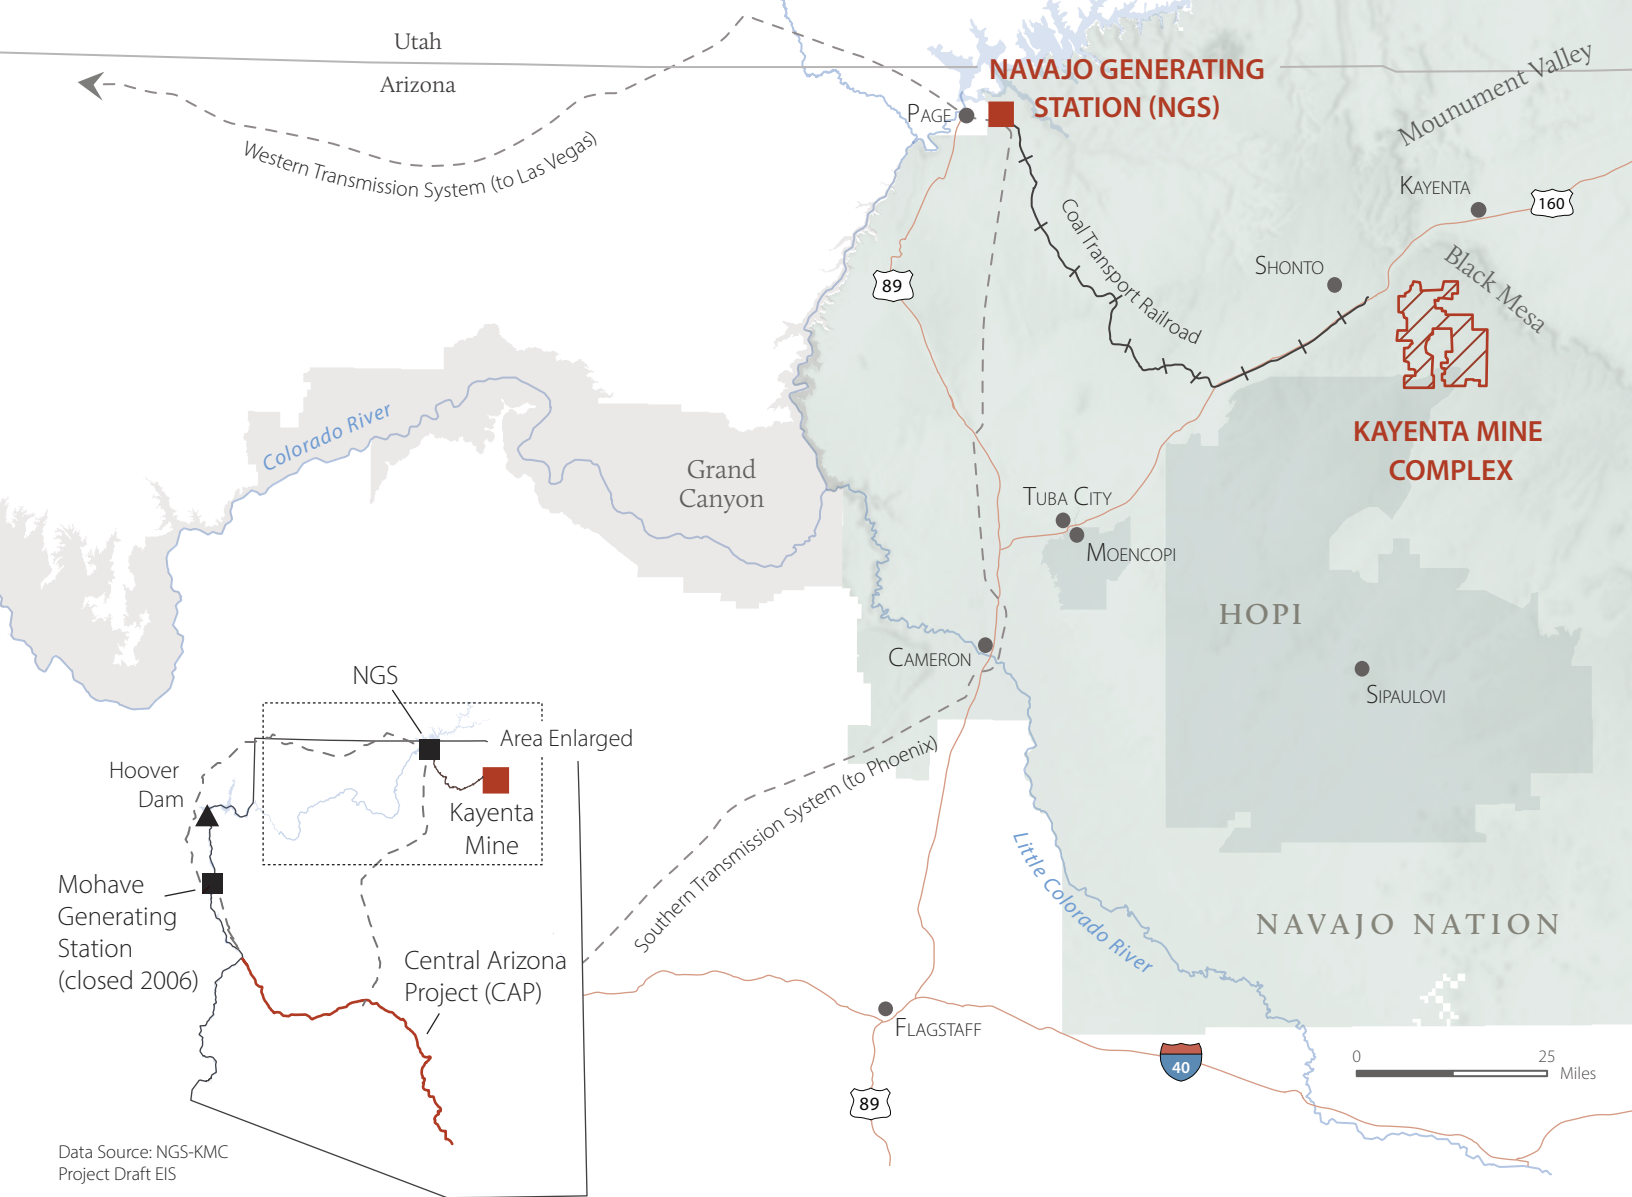 Utah
Arizona
NAVAJO GENERATING
STATION (NGS)
PAGE
Western Transmission System (to Las Vegas)
Mounument Valley
KAYENTA
160
Coal Transport Railroad
SHONTO
Black Mesa
89
Colorado River
Grand
Canyon
KAYENTA MINE
COMPLEX
TUBA CITY
MOENCOPI
HOPI
CAMERON
SIPAULOVI
NGS
Area Enlarged
Hoover
Dam
Kayenta
Mine
Southern Transmission System (to Phoenix)
Mohave
Generating
Station
(closed 2006)
Little Colorado River
NAVAJO NATION
Central Arizona
Project (CAP)
FLAGSTAFF
40
0 25
Miles
89
Data Source: NGS-KMC
Project Draft EIS